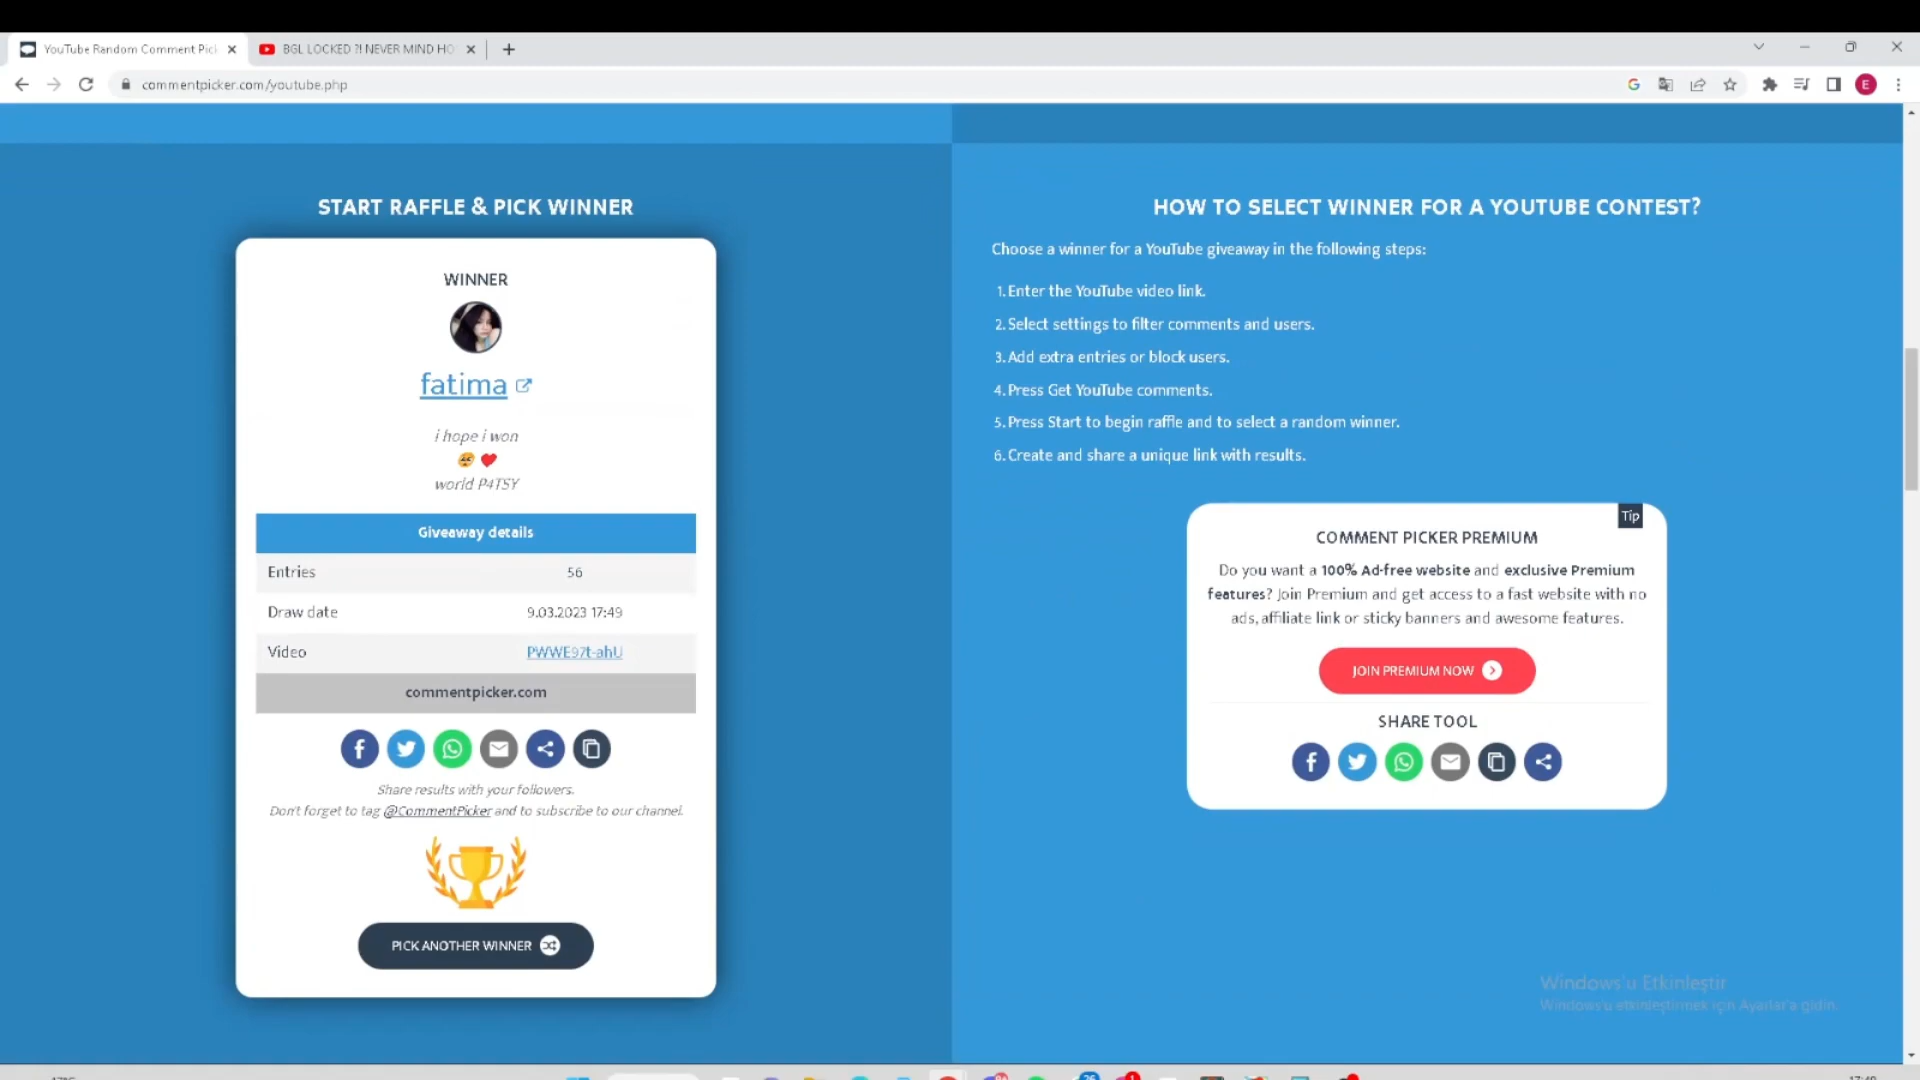 YouTube Random Comment Pick
BGL LOCKED ?! NEVER MIND HO
commentpicker.com/youtube.php
E
START RAFFLE & PICK WINNER
WINNER
fatima
i hope i won
world P4TSY
Giveaway details
Entries 56
Draw date 9.03.2023 17:49
Video PWWE97t-ahU
commentpicker.com
Share results with your followers.
Don't forget to tag @CommentPicker and to subscribe to our channel.
PICK ANOTHER WINNER
HOW TO SELECT WINNER FOR A YOUTUBE CONTEST?
Choose a winner for a YouTube giveaway in the following steps:
1. Enter the YouTube video link.
2. Select settings to filter comments and users.
3. Add extra entries or block users.
4. Press Get YouTube comments.
5. Press Start to begin raffle and to select a random winner.
6. Create and share a unique link with results.
Tip
COMMENT PICKER PREMIUM
Do you want a 100% Ad-free website and exclusive Premium
features? Join Premium and get access to a fast website with no
ads, affiliate link or sticky banners and awesome features.
JOIN PREMIUM NOW
SHARE TOOL
Windows'u Etkinleştir
Windows'u etkinleştirmek için Ayarlar'a gidin.